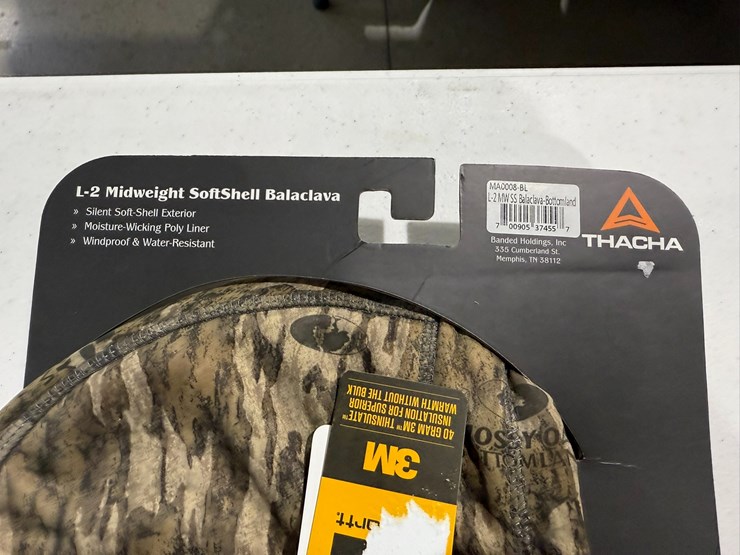 L-2 Midweight SoftShell Balaclava
» Silent Soft-Shell Exterior
» Moisture-Wicking Poly Liner
» Windproof & Water-Resistant
MA0008-BL
L-2 MW SS Balaclava-Bottomland
7 00905 37455 7
Banded Holdings, Inc
335 Cumberland St.
Memphis, TN 38112
THACHA
40 GRAM 3M™ THINSULATE™
INSULATION FOR SUPERIOR
WARMTH WITHOUT THE BULK
3M